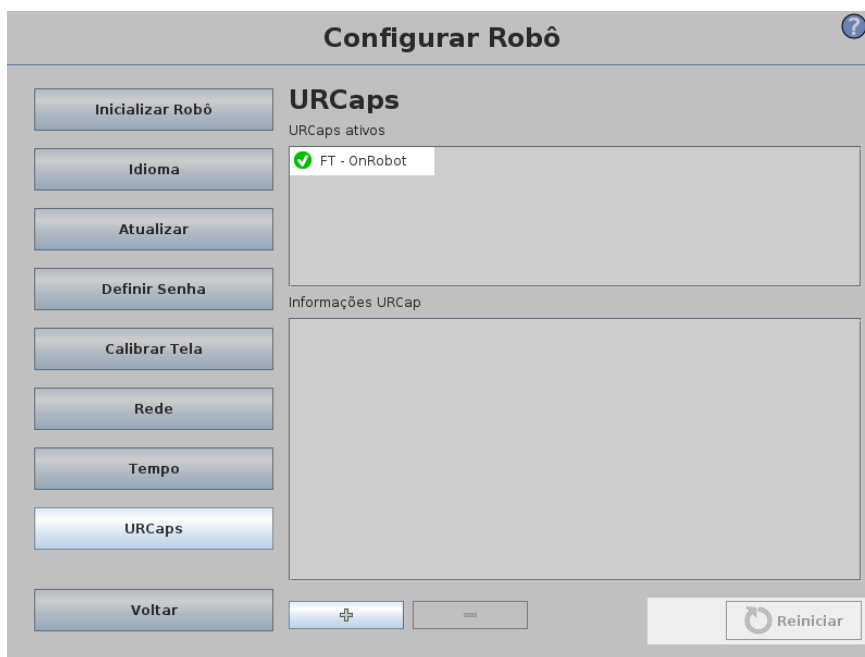 Configurar Robô
?
Inicializar Robô
Idioma
Atualizar
Definir Senha
Calibrar Tela
Rede
Tempo
URCaps
Voltar
URCaps
URCaps ativos
FT - OnRobot
Informações URCap
Reiniciar